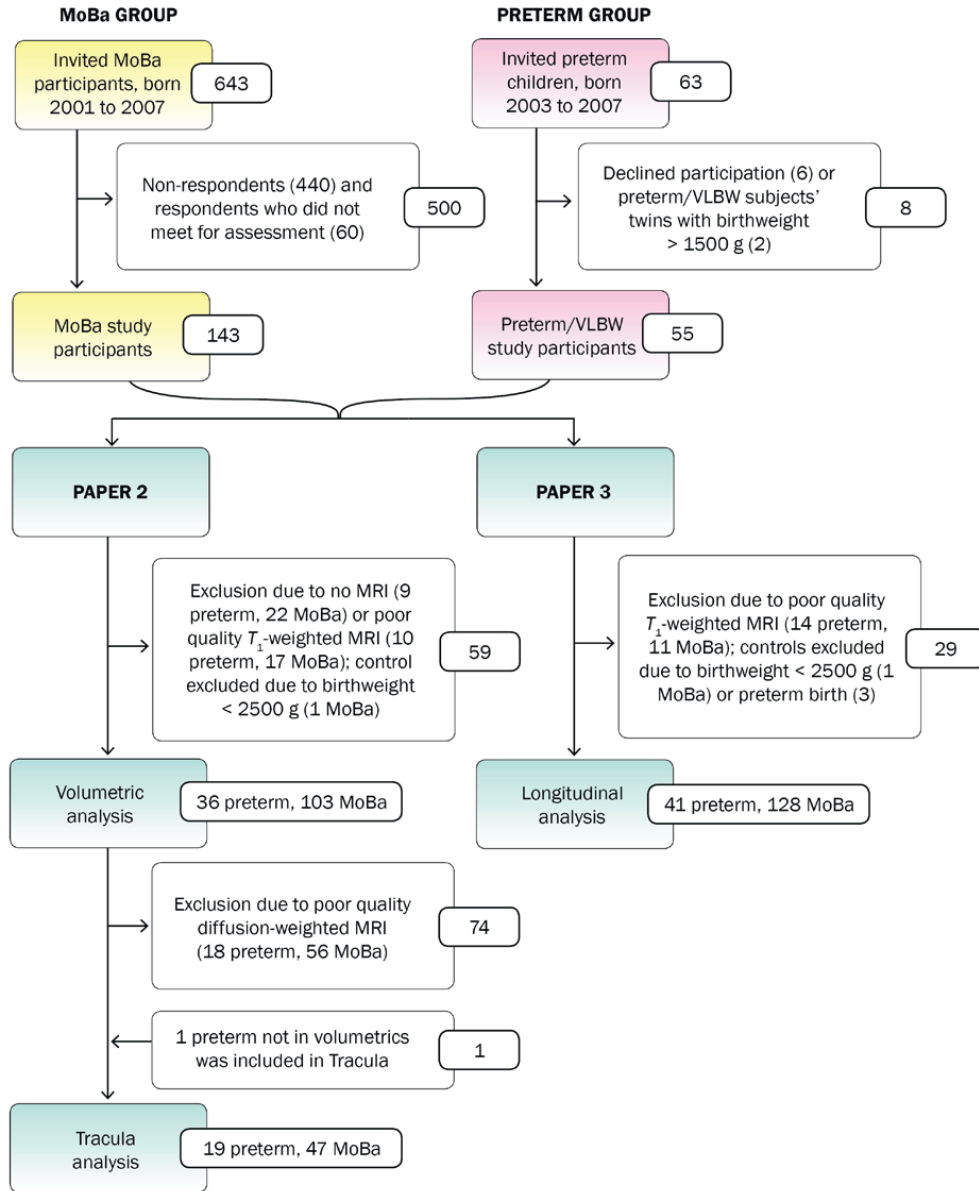 MoBa GROUP
PRETERM GROUP
Invited MoBa
participants, born
2001 to 2007
643
Invited preterm
children, born
2003 to 2007
63
Non-respondents (440) and
respondents who did not
meet for assessment (60)
500
Declined participation (6) or
preterm/VLBW subjects’
twins with birthweight
> 1500 g (2)
8
MoBa study
participants
143
Preterm/VLBW
study participants
55
PAPER 2
PAPER 3
Exclusion due to no MRI (9
preterm, 22 MoBa) or poor
quality T1-weighted MRI (10
preterm, 17 MoBa); control
excluded due to birthweight
< 2500 g (1 MoBa)
59
Exclusion due to poor quality
T1-weighted MRI (14 preterm,
11 MoBa); controls excluded
due to birthweight < 2500 g (1
MoBa) or preterm birth (3)
29
Volumetric
analysis
36 preterm, 103 MoBa
Longitudinal
analysis
41 preterm, 128 MoBa
Exclusion due to poor quality
diffusion-weighted MRI
(18 preterm, 56 MoBa)
74
1 preterm not in volumetrics
was included in Tracula
1
Tracula
analysis
19 preterm, 47 MoBa